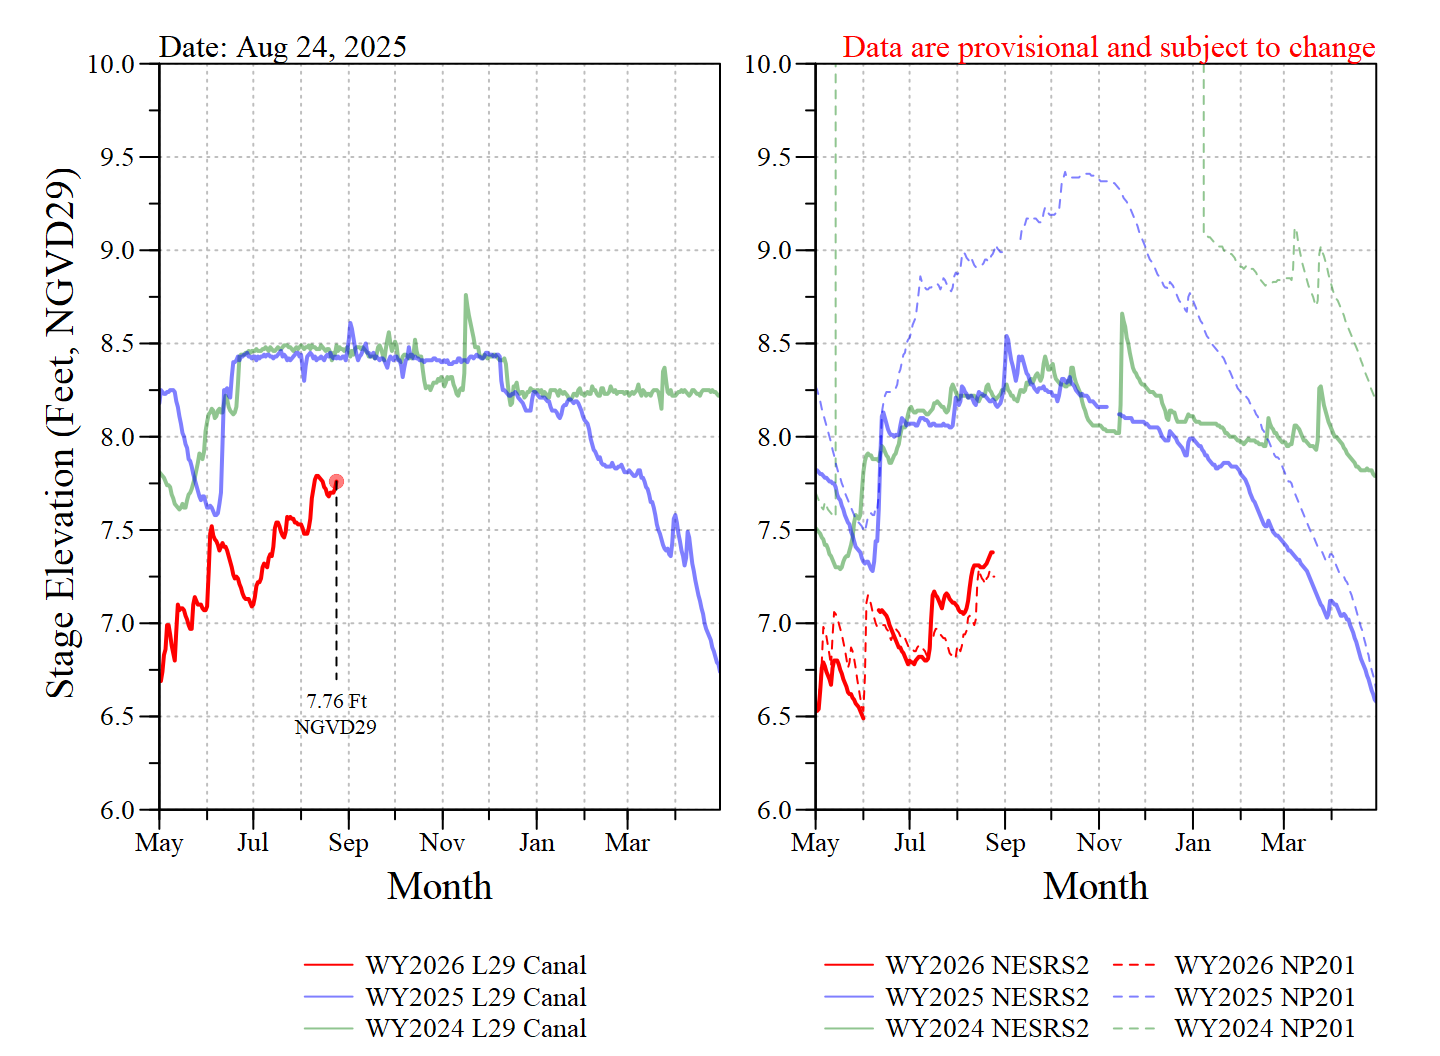 Date: Aug 24, 2025
Data are provisional and subject to change
Stage Elevation (Feet, NGVD29)
10.0
9.5
9.0
8.5
8.0
7.5
7.0
6.5
6.0
7.76 Ft
NGVD29
May Jul Sep Nov Jan Mar
Month
10.0
9.5
9.0
8.5
8.0
7.5
7.0
6.5
6.0
May Jul Sep Nov Jan Mar
Month
WY2026 L29 Canal
WY2025 L29 Canal
WY2024 L29 Canal
WY2026 NESRS2 WY2026 NP201
WY2025 NESRS2 WY2025 NP201
WY2024 NESRS2 WY2024 NP201